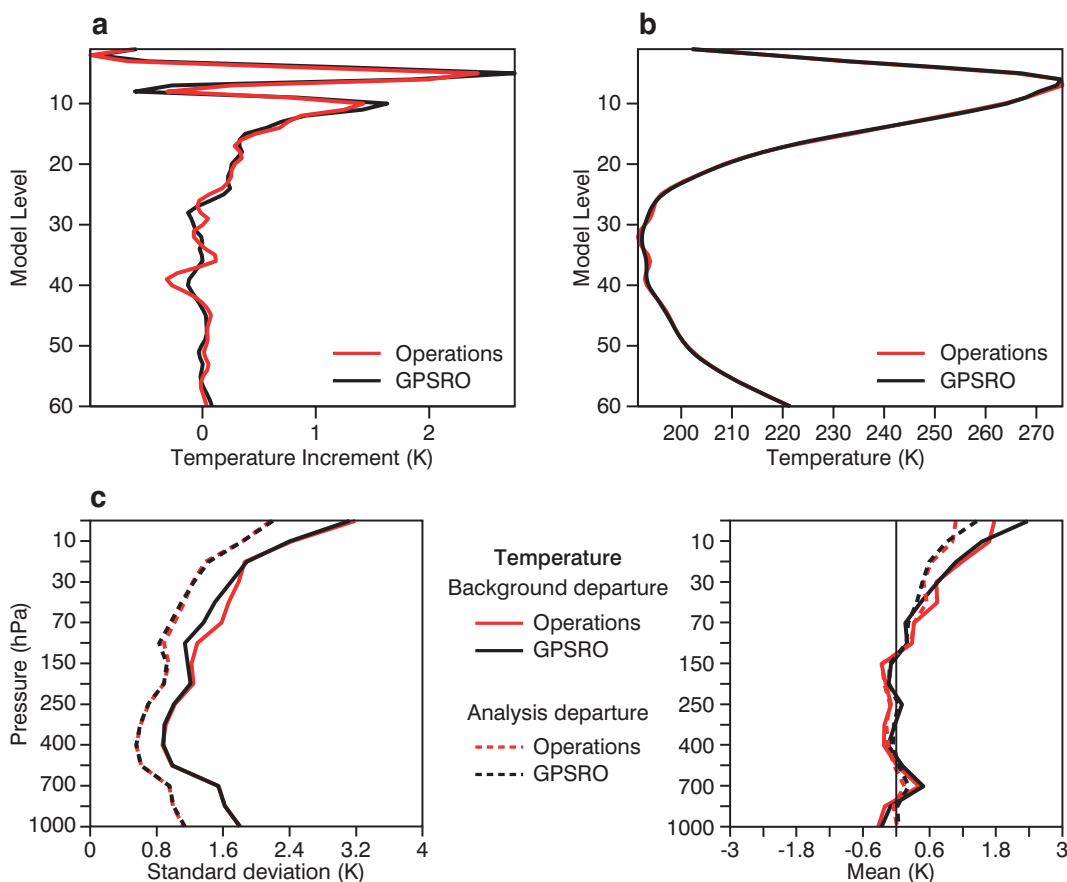 a
10
20
30
40
50
60
Model Level
0
1
2
Temperature Increment (K)
Operations
GPSRO
b
10
20
30
40
50
60
Model Level
200
210
220
230
240
250
260
270
Temperature (K)
Operations
GPSRO
c
10
30
70
150
250
400
700
1000
Pressure (hPa)
0
0.8
1.6
2.4
3.2
4
Standard deviation (K)
Temperature
Background departure
Operations
GPSRO
Analysis departure
Operations
GPSRO
10
30
70
150
250
400
700
1000
-3
-1.8
-0.6
0.6
1.8
3
Mean (K)